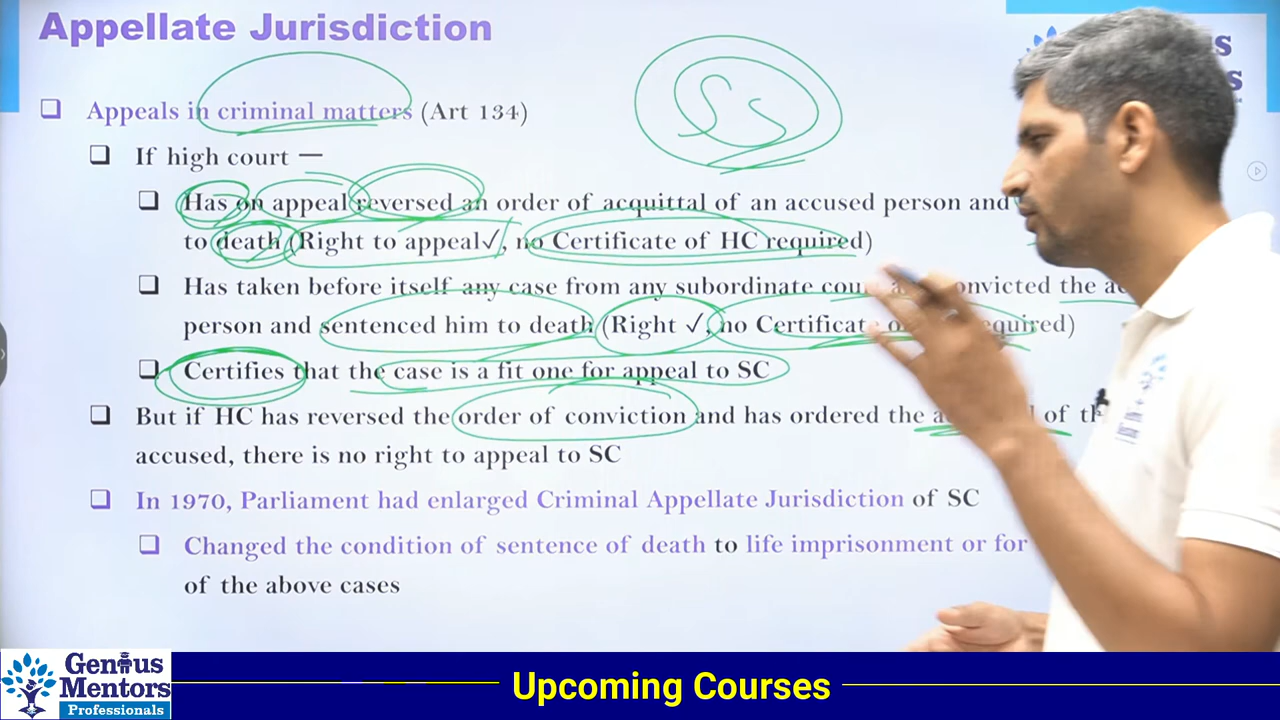 Appellate Jurisdiction
Appeals in criminal matters (Art 134)
SS
If high court —
Has on appeal reversed an order of acquittal of an accused person and
to death (Right to appeal✓, no Certificate of HC required)
Has taken before itself any case from any subordinate convicted the
person and sentenced him to death (Right ✓, no Certificate required)
Certifies that the case is a fit one for appeal to SC
But if HC has reversed the order of conviction and has ordered the of
accused, there is no right to appeal to SC
In 1970, Parliament had enlarged Criminal Appellate Jurisdiction of SC
Changed the condition of sentence of death to life imprisonment or for
of the above cases
Genius
Mentors
Professionals
Upcoming Courses